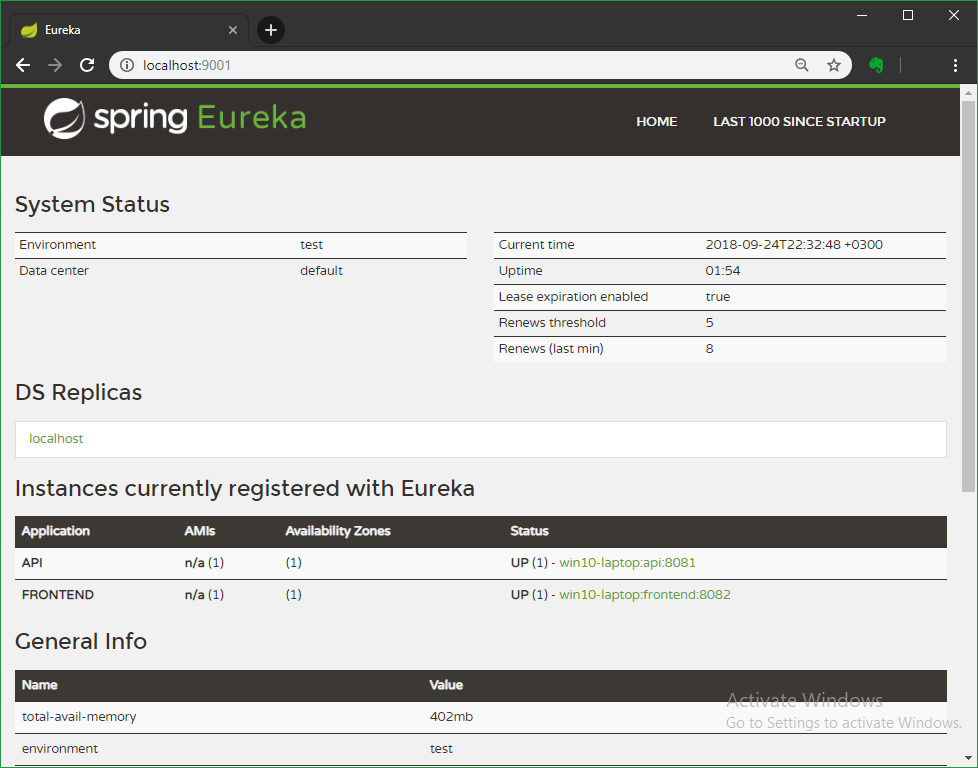 Eureka
localhost:9001
spring Eureka
HOME LAST 1000 SINCE STARTUP
System Status
Environment test
Data center default
Current time 2018-09-24T22:32:48 +0300
Uptime 01:54
Lease expiration enabled true
Renews threshold 5
Renews (last min) 8
DS Replicas
localhost
Instances currently registered with Eureka
Application AMIs Availability Zones Status
API n/a (1) (1) UP (1) - win10-laptop:api:8081
FRONTEND n/a (1) (1) UP (1) - win10-laptop:frontend:8082
General Info
Name Value
total-avail-memory 402mb
environment test
Activate Windows
Go to Settings to activate Windows.